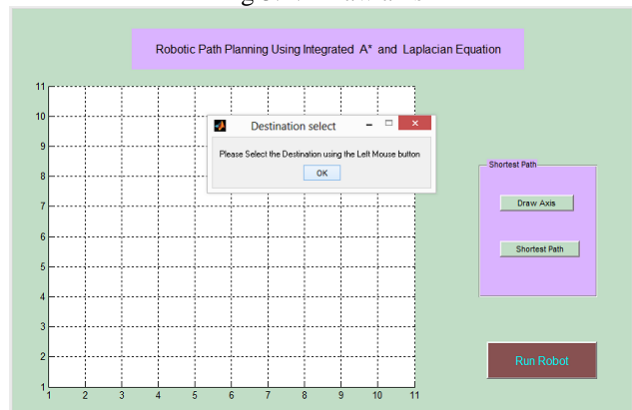 Robotic Path Planning Using Integrated A* and Laplacian Equation
11
10
9
8
7
6
5
4
3
2
1
1 2 3 4 5 6 7 8 9 10 11
Destination select
Please Select the Destination using the Left Mouse button
OK
Shortest Path
Draw Axis
Shortest Path
Run Robot